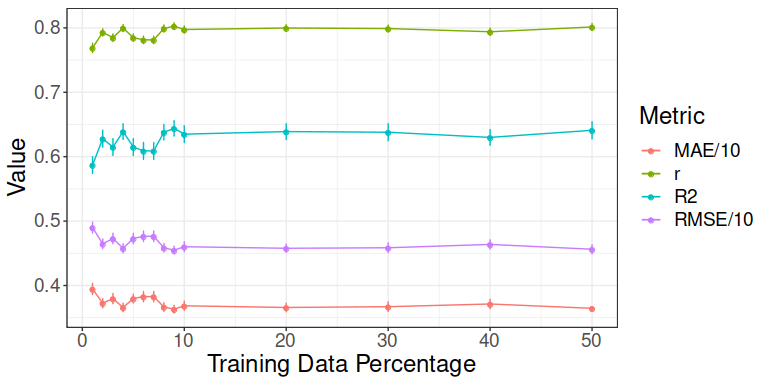 0.8
0.7
0.6
0.5
0.4
Value
0 10 20 30 40 50
Training Data Percentage
Metric
MAE/10
r
R2
RMSE/10